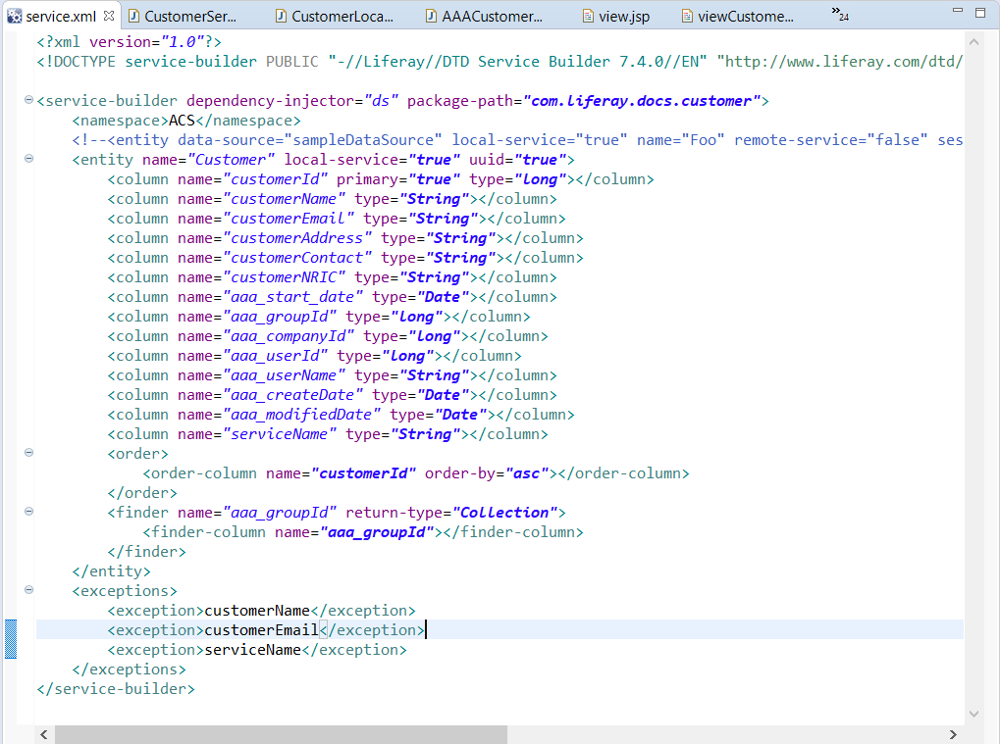 service.xml
CustomerSer...
CustomerLoca...
AAACustomer...
view.jsp
viewCustome...
»24
<?xml version="1.0"?>
<!DOCTYPE service-builder PUBLIC "-//Liferay//DTD Service Builder 7.4.0//EN" "http://www.liferay.com/dtd/
<service-builder dependency-injector="ds" package-path="com.liferay.docs.customer">
<namespace>ACS</namespace>
<!--<entity data-source="sampleDataSource" local-service="true" name="Foo" remote-service="false" ses
<entity name="Customer" local-service="true" uuid="true">
<column name="customerId" primary="true" type="long"></column>
<column name="customerName" type="String"></column>
<column name="customerEmail" type="String"></column>
<column name="customerAddress" type="String"></column>
<column name="customerContact" type="String"></column>
<column name="customerNRIC" type="String"></column>
<column name="aaa_start_date" type="Date"></column>
<column name="aaa_groupId" type="long"></column>
<column name="aaa_companyId" type="long"></column>
<column name="aaa_userId" type="long"></column>
<column name="aaa_userName" type="String"></column>
<column name="aaa_createDate" type="Date"></column>
<column name="aaa_modifiedDate" type="Date"></column>
<column name="serviceName" type="String"></column>
<order>
<order-column name="customerId" order-by="asc"></order-column>
</order>
<finder name="aaa_groupId" return-type="Collection">
<finder-column name="aaa_groupId"></finder-column>
</finder>
</entity>
<exceptions>
<exception>customerName</exception>
<exception>customerEmail</exception>
<exception>serviceName</exception>
</exceptions>
</service-builder>